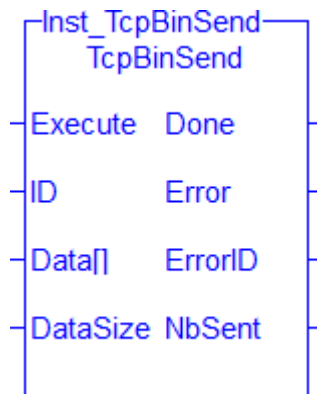 Inst_TcpBinSend
TcpBinSend
Execute Done
ID Error
Data[] ErrorID
DataSize NbSent